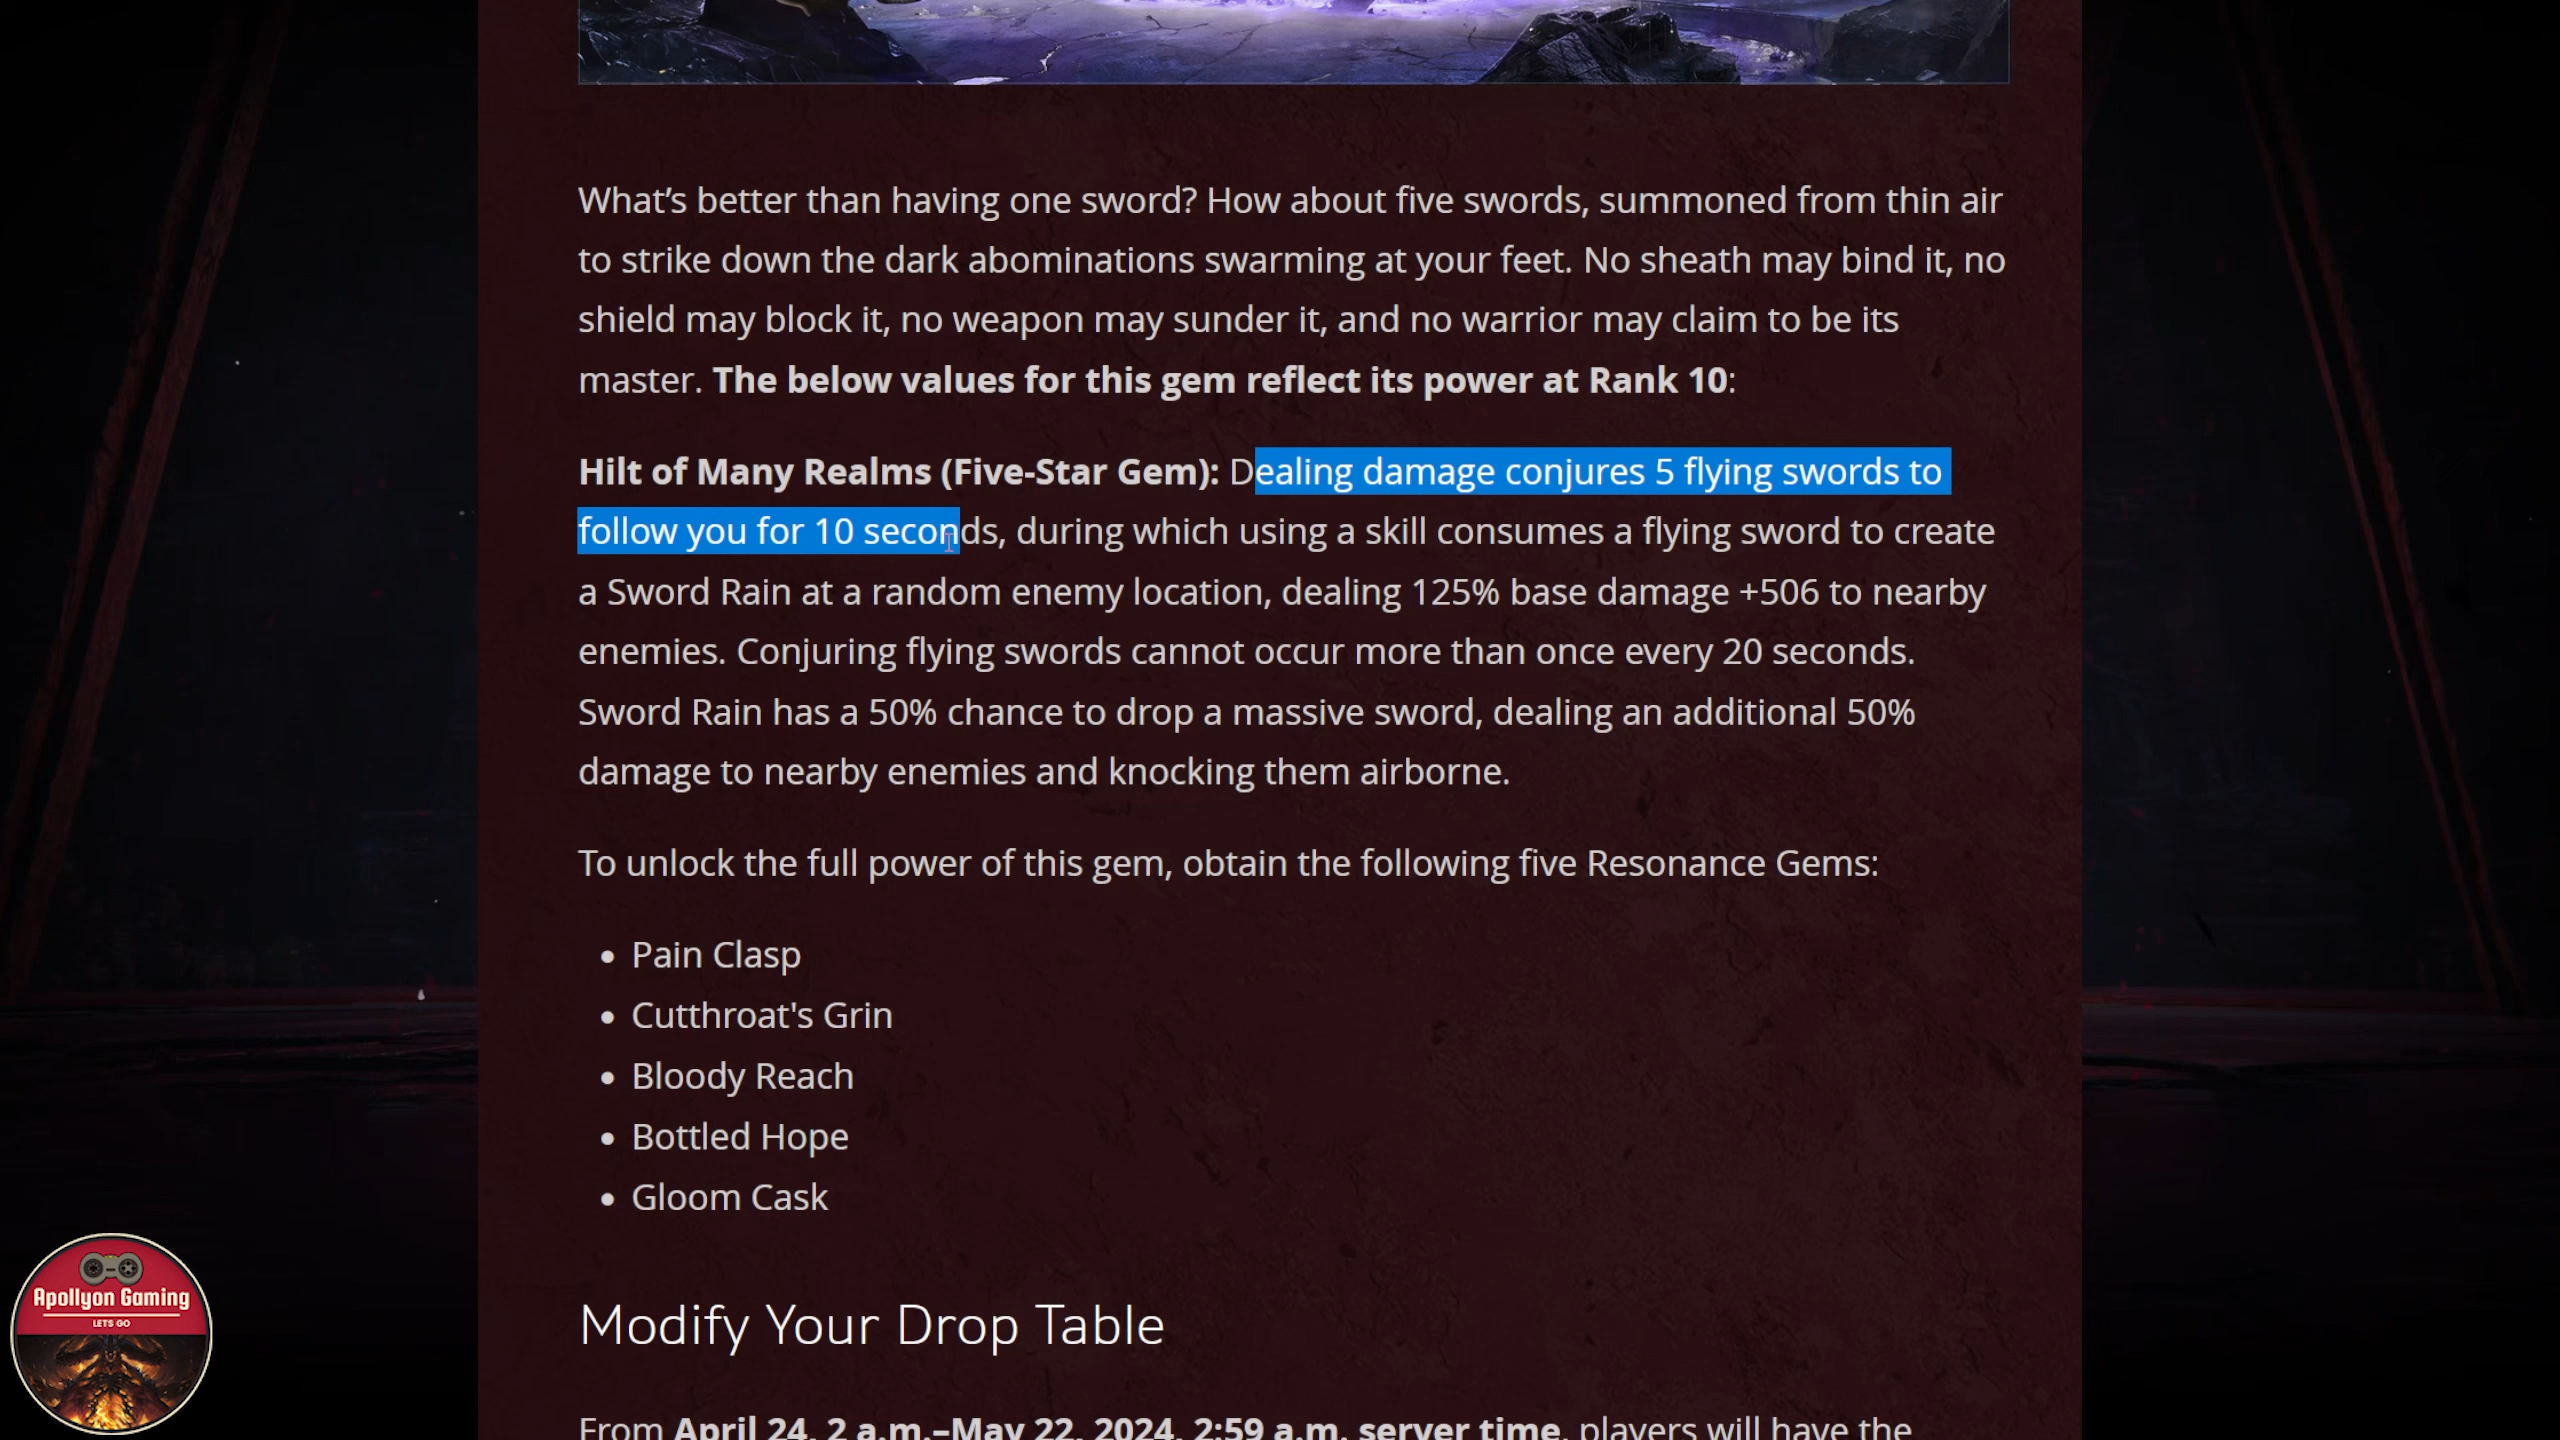 What’s better than having one sword? How about five swords, summoned from thin air
to strike down the dark abominations swarming at your feet. No sheath may bind it, no
shield may block it, no weapon may sunder it, and no warrior may claim to be its
master. The below values for this gem reflect its power at Rank 10:
Hilt of Many Realms (Five-Star Gem): Dealing damage conjures 5 flying swords to
follow you for 10 seconds, during which using a skill consumes a flying sword to create
a Sword Rain at a random enemy location, dealing 125% base damage +506 to nearby
enemies. Conjuring flying swords cannot occur more than once every 20 seconds.
Sword Rain has a 50% chance to drop a massive sword, dealing an additional 50%
damage to nearby enemies and knocking them airborne.
To unlock the full power of this gem, obtain the following five Resonance Gems:
• Pain Clasp
• Cutthroat's Grin
• Bloody Reach
• Bottled Hope
• Gloom Cask
Modify Your Drop Table
From April 24, 2 a.m.–May 22, 2024, 2:59 a.m. server time, players will have the
Apollyon Gaming
LETS GO